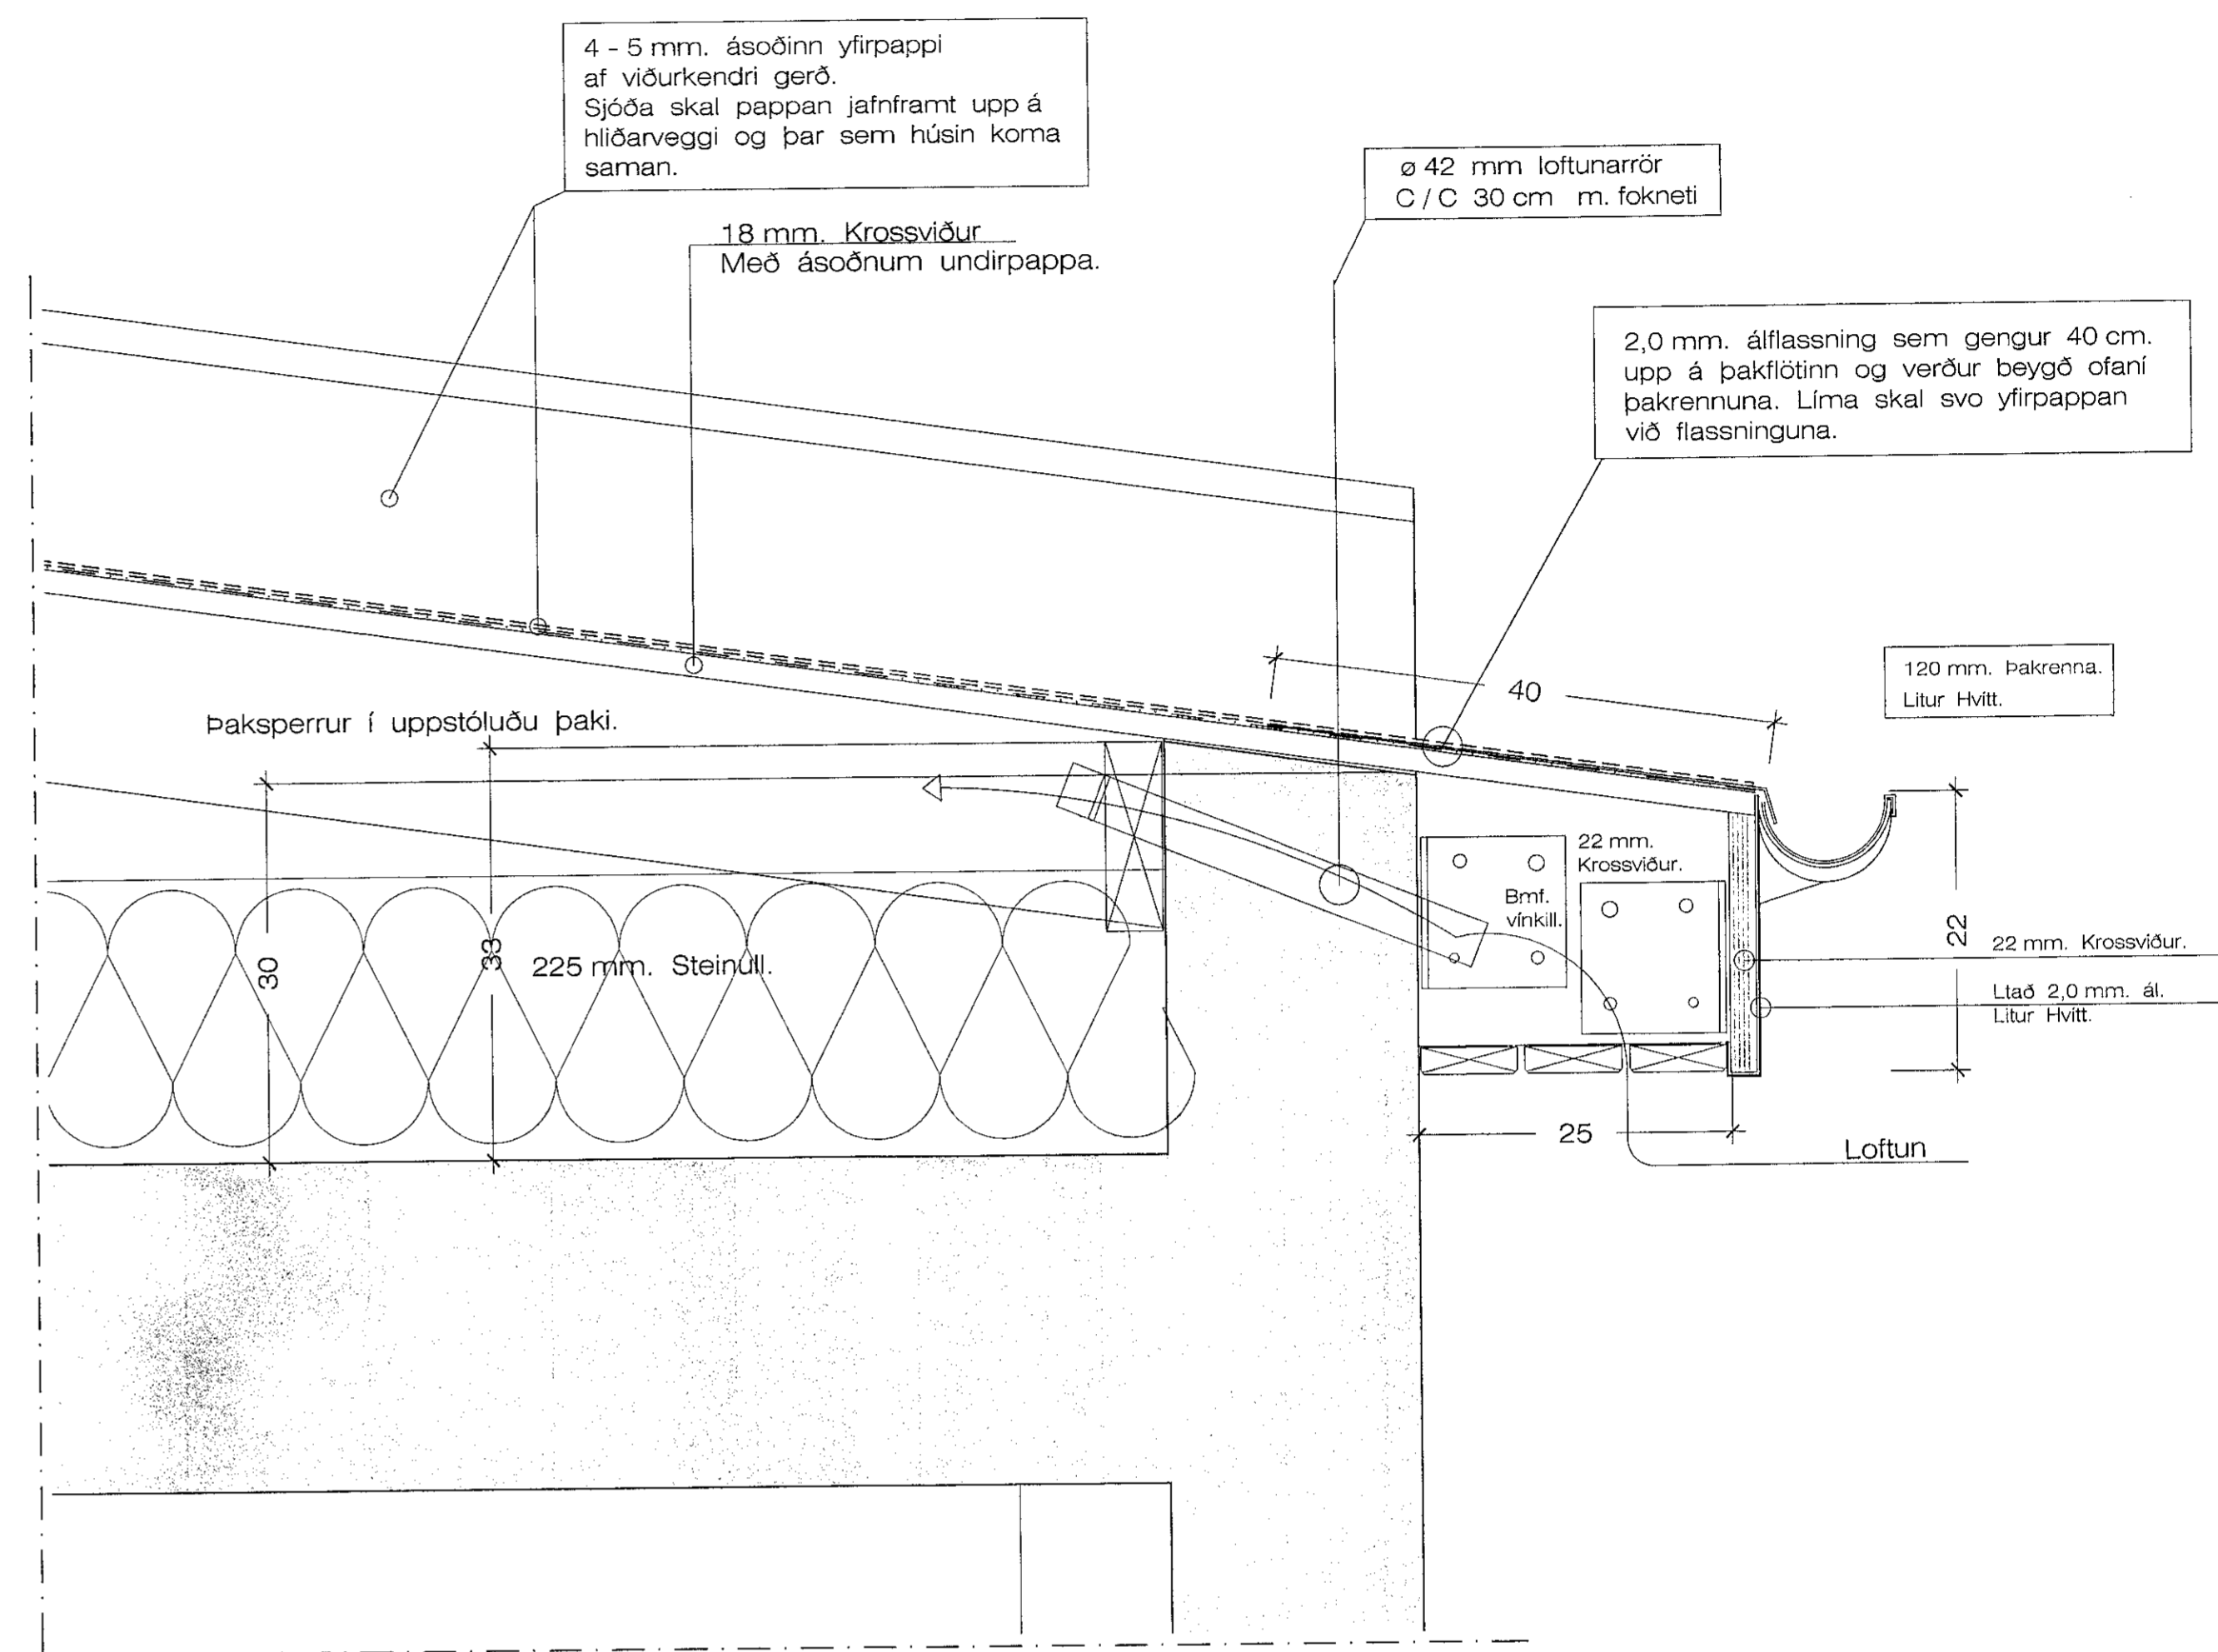 4 - 5 mm. ásoðinn yfirpappi
af viðurkendri gerð.
Sjóða skal pappan jafnframt upp á
hliðarveggi og þar sem húsin koma
saman.
18 mm. Krossviður
Með ásoðnum undirpappa.
ø 42 mm loftunarrör
C / C 30 cm m. fokneti
2,0 mm. álflassning sem gengur 40 cm.
upp á þakflötinn og verður beygð ofaní
þakrennuna. Líma skal svo yfirpappan
við flassninguna.
40
120 mm. Þakrenna.
Litur Hvítt.
Þaksperrur í uppstóluðu þaki.
22 mm.
Krossviður.
Bmf.
vínkill.
30
33
225 mm. Steinull.
22
22 mm. Krossviður.
Ltað 2,0 mm. ál.
Litur Hvítt.
25
Loftun